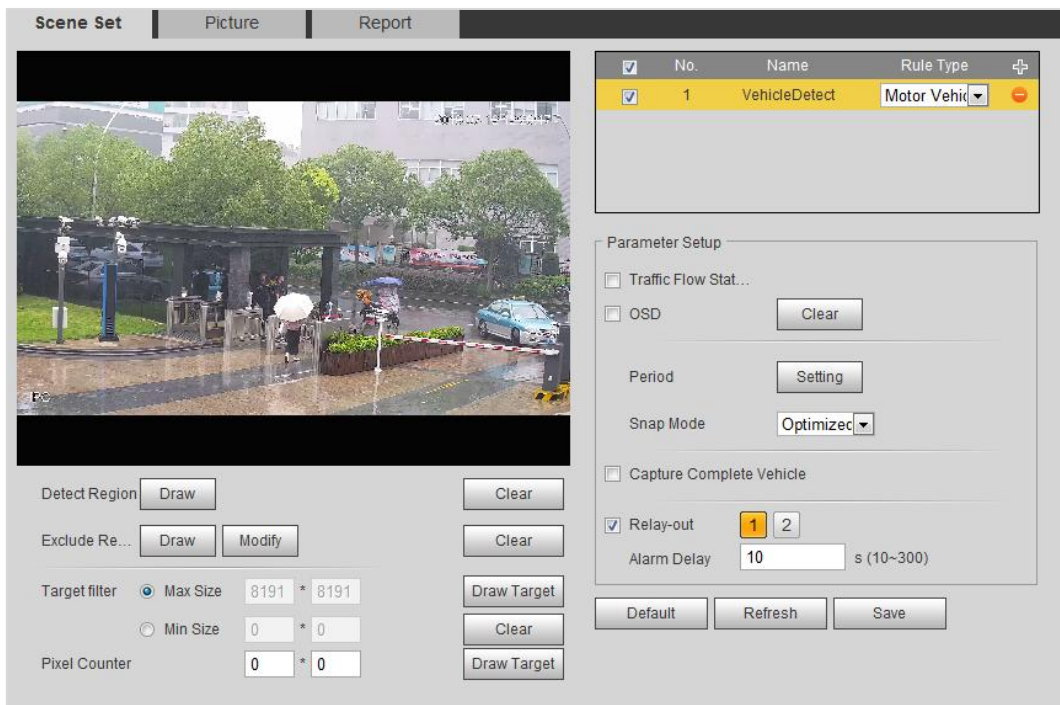 Scene Set Picture Report
No. Name Rule Type
1 VehicleDetect Motor Vehic
Parameter Setup
Traffic Flow Stat...
OSD Clear
Period Setting
Snap Mode Optimized
Capture Complete Vehicle
Relay-out 1 2
Alarm Delay 10 s (10~300)
Default Refresh Save
Detect Region Draw Clear
Exclude Re... Draw Modify Clear
Target filter Max Size 8191 * 8191 Draw Target
Min Size 0 * 0 Clear
Pixel Counter 0 * 0 Draw Target